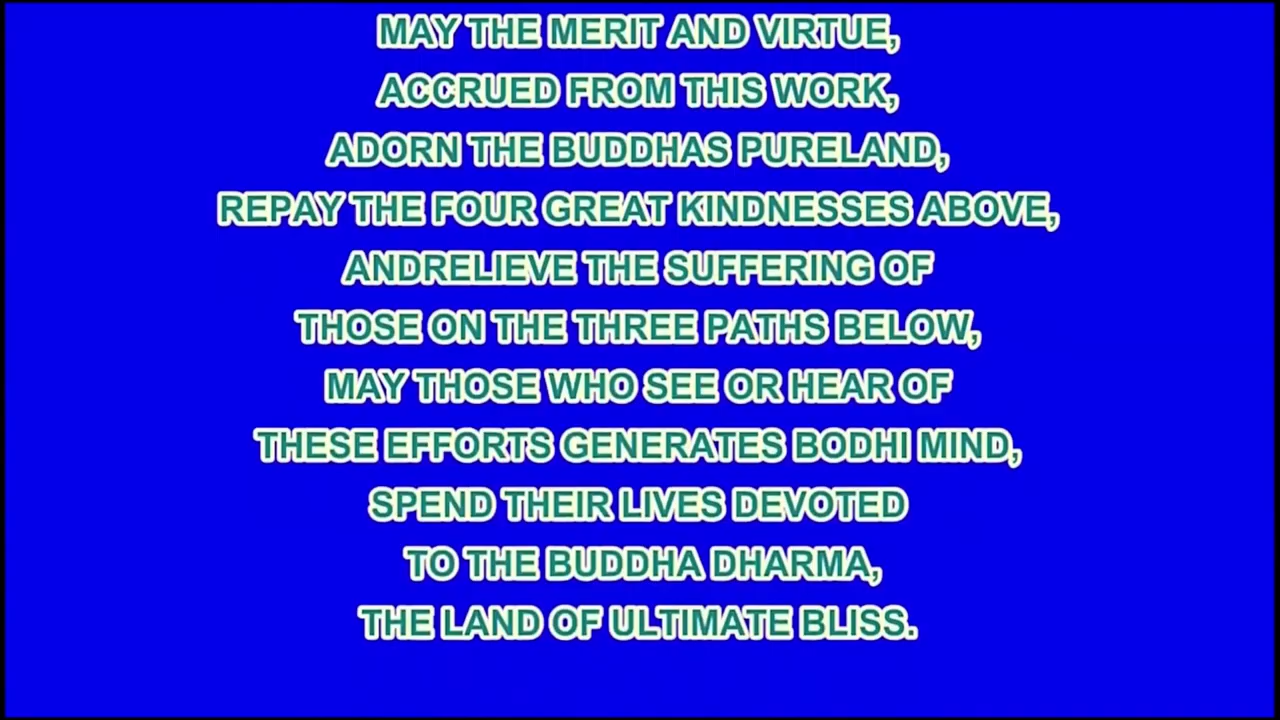 MAY THE MERIT AND VIRTUE,
ACCRUED FROM THIS WORK,
ADORN THE BUDDHAS PURELAND,
REPAY THE FOUR GREAT KINDNESSES ABOVE,
ANDRELIEVE THE SUFFERING OF
THOSE ON THE THREE PATHS BELOW,
MAY THOSE WHO SEE OR HEAR OF
THESE EFFORTS GENERATES BODHI MIND,
SPEND THEIR LIVES DEVOTED
TO THE BUDDHA DHARMA,
THE LAND OF ULTIMATE BLISS.